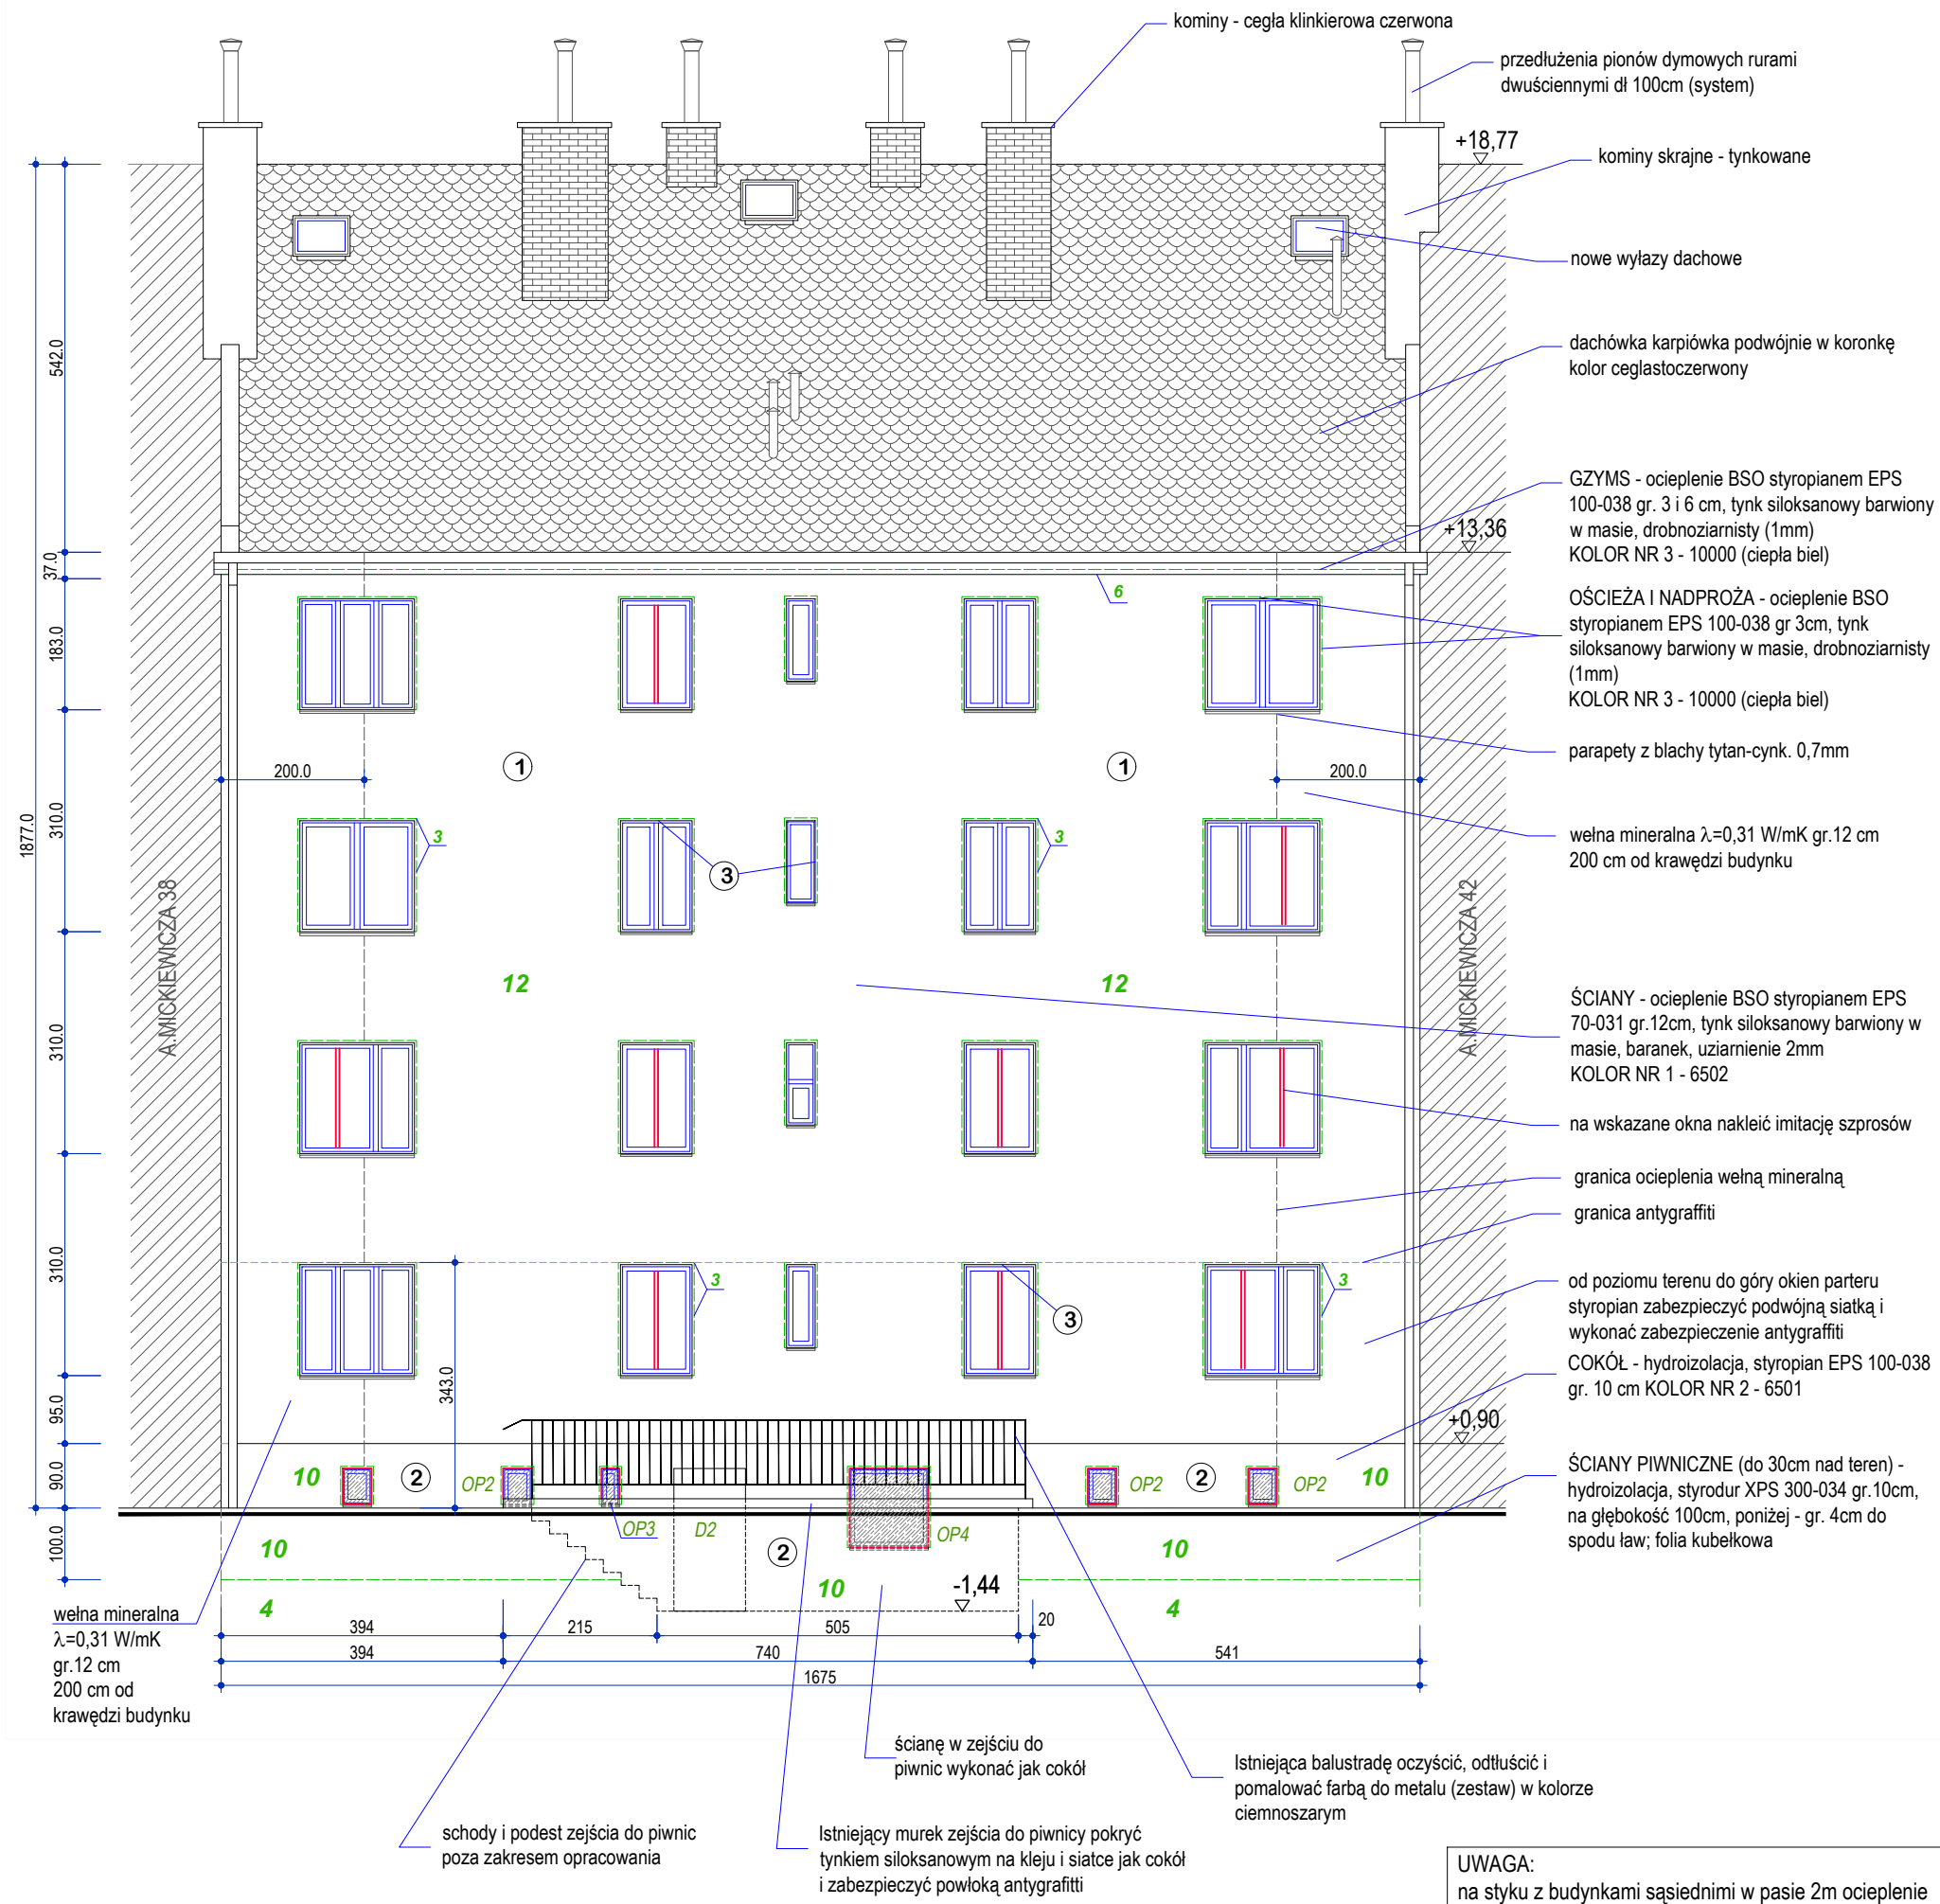 kominy - cegła klinkierowa czerwona
przedłużenia pionów dymowych rurami
dwuściennymi dł 100cm (system)
+18,77
kominy skrajne - tynkowane
nowe wyłazy dachowe
dachówka karpiówka podwójnie w koronkę
kolor ceglastoczerwony
GZYMS - ocieplenie BSO styropianem EPS
100-038 gr. 3 i 6 cm, tynk siloksanowy barwiony
w masie, drobnoziarnisty (1mm)
KOLOR NR 3 - 10000 (ciepła biel)
+13,36
OŚCIEŻA I NADPROŻA - ocieplenie BSO
styropianem EPS 100-038 gr 3cm, tynk
siloksanowy barwiony w masie, drobnoziarnisty
(1mm)
KOLOR NR 3 - 10000 (ciepła biel)
parapety z blachy tytan-cynk. 0,7mm
wełna mineralna λ=0,31 W/mK gr.12 cm
200 cm od krawędzi budynku
ŚCIANY - ocieplenie BSO styropianem EPS
70-031 gr.12cm, tynk siloksanowy barwiony w
masie, baranek, uziarnienie 2mm
KOLOR NR 1 - 6502
na wskazane okna nakleić imitację szprosów
granica ocieplenia wełną mineralną
granica antygraffiti
od poziomu terenu do góry okien parteru
styropian zabezpieczyć podwójną siatką i
wykonać zabezpieczenie antygraffiti
COKÓŁ - hydroizolacja, styropian EPS 100-038
gr. 10 cm KOLOR NR 2 - 6501
+0,90
ŚCIANY PIWNICZNE (do 30cm nad teren) -
hydroizolacja, styrodur XPS 300-034 gr.10cm,
na głębokość 100cm, poniżej - gr. 4cm do
spodu ław; folia kubełkowa
1877.0
542.0
37.0
183.0
310.0
310.0
310.0
95.0
90.0
100.0
A.MICKIEWICZA 38
A.MICKIEWICZA 42
6
1
1
200.0
200.0
3
3
3
12
12
3
3
3
343.0
10
2
OP2
OP2
2
OP2
10
OP3
D2
OP4
10
2
10
10
-1,44
4
4
394
215
505
20
394
740
541
1675
wełna mineralna
λ=0,31 W/mK
gr.12 cm
200 cm od
krawędzi budynku
ścianę w zejściu do
piwnic wykonać jak cokół
Istniejąca balustradę oczyścić, odtłuścić i
pomalować farbą do metalu (zestaw) w kolorze
ciemnoszarym
schody i podest zejścia do piwnic
poza zakresem opracowania
Istniejący murek zejścia do piwnicy pokryć
tynkiem siloksanowym na kleju i siatce jak cokół
i zabezpieczyć powłoką antygrafitti
UWAGA:
na styku z budynkami sąsiednimi w pasie 2m ocieplenie